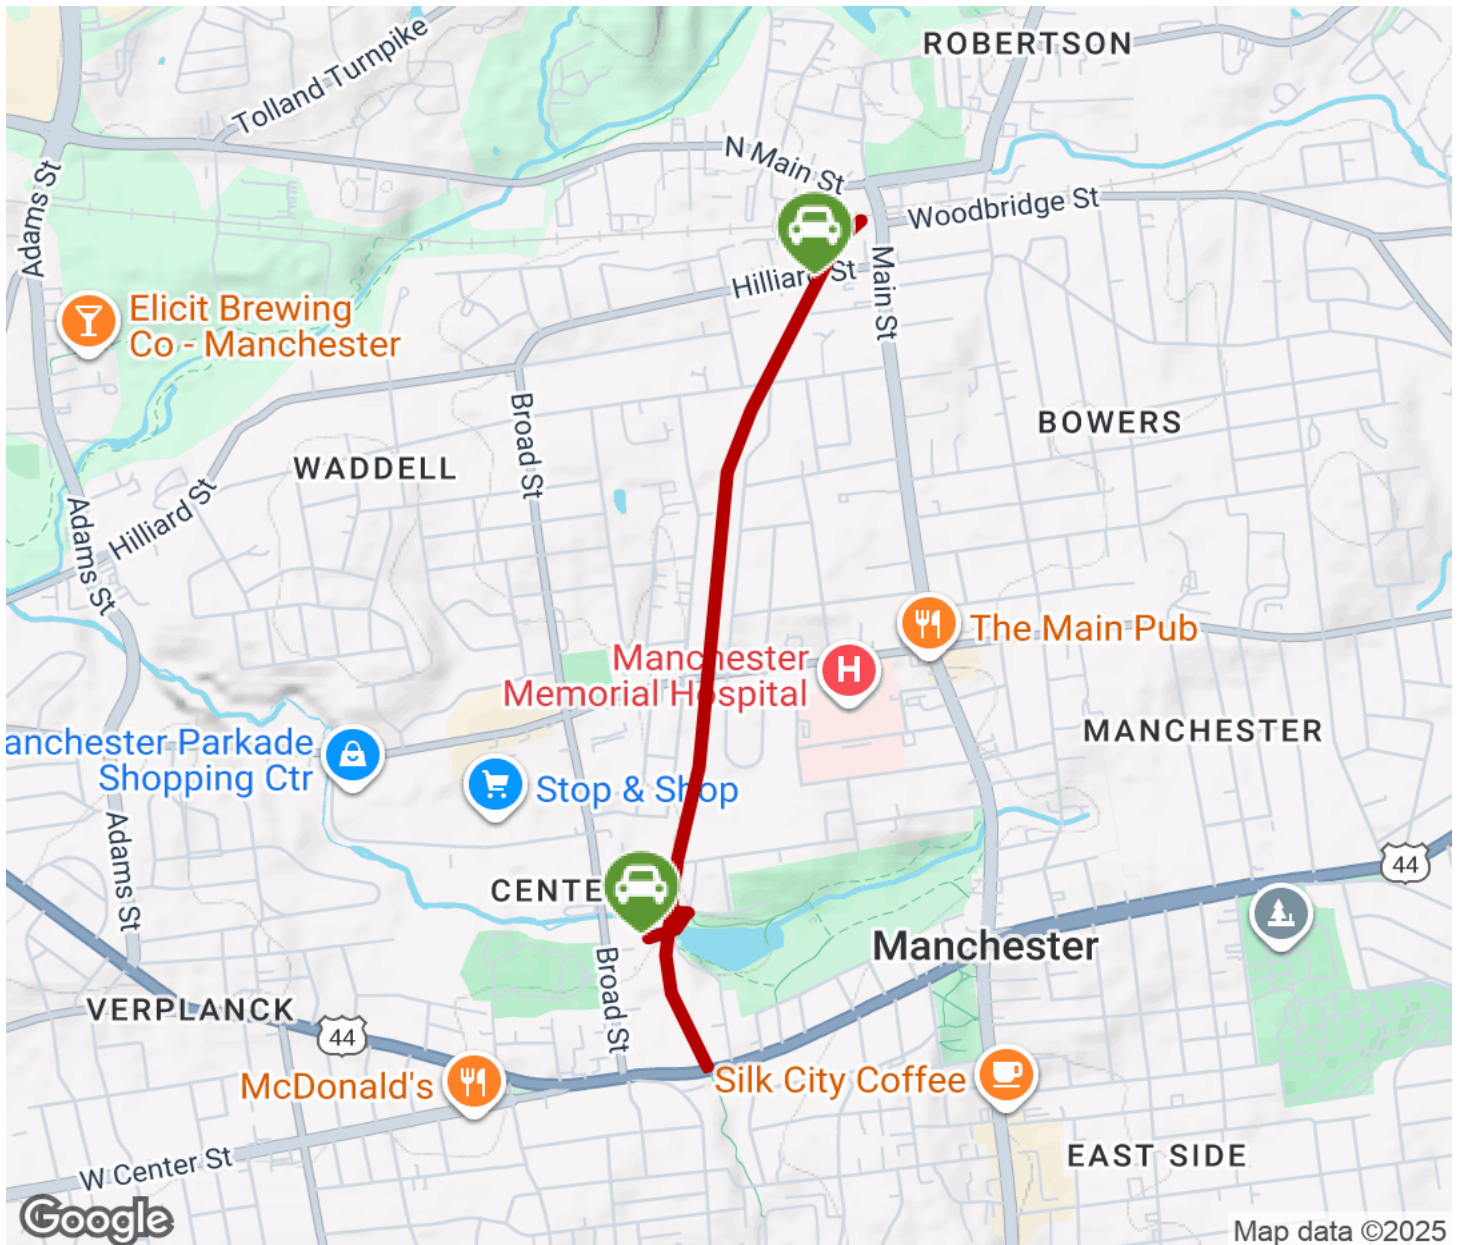 ROBERTSON
Tolland Turnpike
N Main St
Adams St
Woodbridge St
Hilliard St
Main St
Elicit Brewing
Co - Manchester
Broad St
BOWERS
WADDELL
Hilliard St
Adams St
The Main Pub
Manchester
Memorial Hospital
H
MANCHESTER
anchester Parkade
Shopping Ctr
Stop & Shop
Adams St
44
CENTE
Manchester
Broad St
VERPLANCK
44
McDonald's
Silk City Coffee
W Center St
EAST SIDE
Google
Map data ©2025